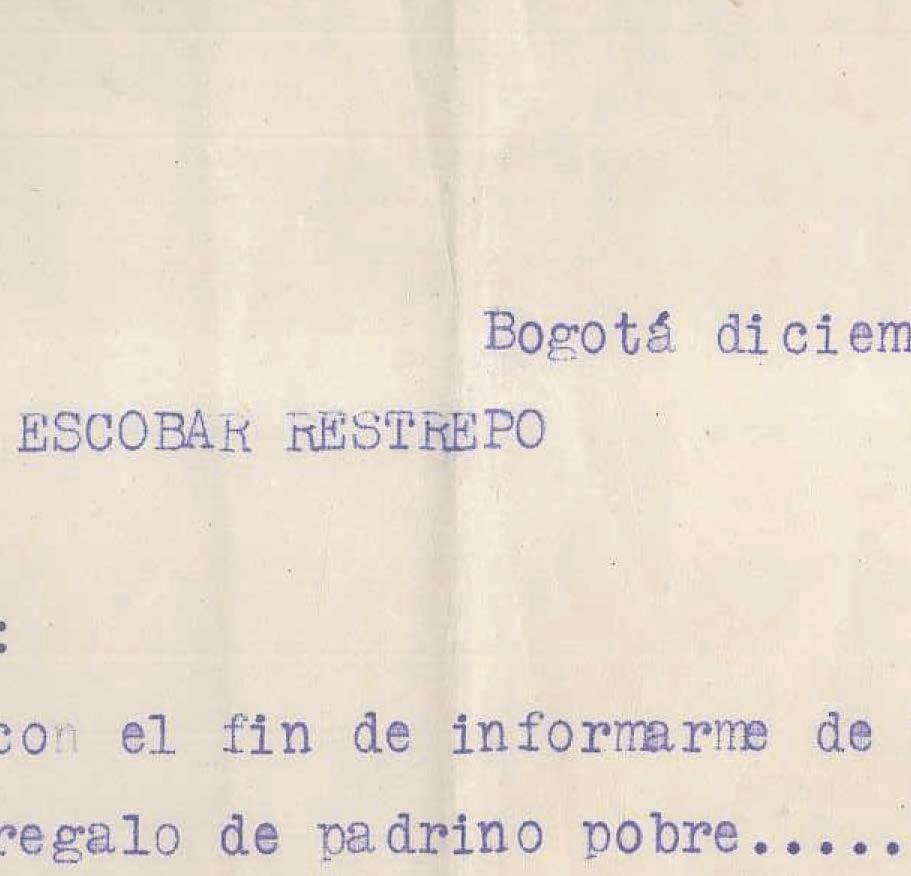 Bogotá diciem
ESCOBAR RESTREPO
:
con el fin de informarme de
regalo de padrino pobre.....